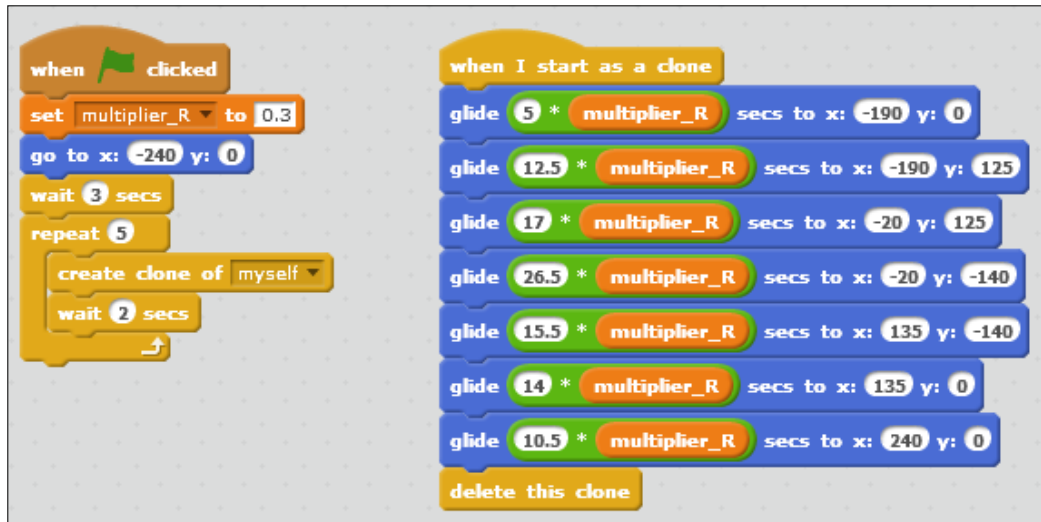 when clicked
set multiplier_R to 0.3
go to x: -240 y: 0
wait 3 secs
repeat 5
create clone of myself
wait 2 secs
when I start as a clone
glide 5 * multiplier_R secs to x: -190 y: 0
glide 12.5 * multiplier_R secs to x: -190 y: 125
glide 17 * multiplier_R secs to x: -20 y: 125
glide 26.5 * multiplier_R secs to x: -20 y: -140
glide 15.5 * multiplier_R secs to x: 135 y: -140
glide 14 * multiplier_R secs to x: 135 y: 0
glide 10.5 * multiplier_R secs to x: 240 y: 0
delete this clone